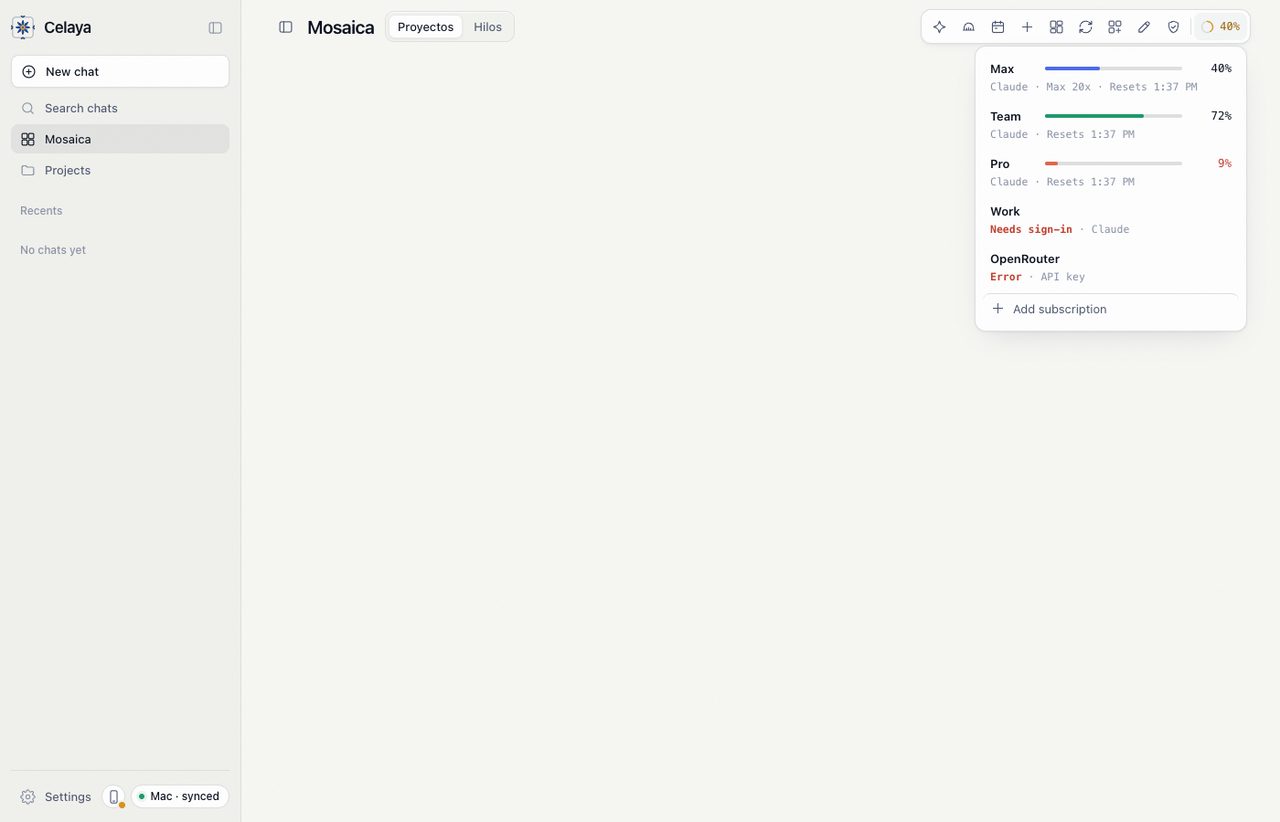 Celaya
New chat
Search chats
Mosaica
Projects
Recents
No chats yet
Settings
Mac · synced
Mosaica
Proyectos
Hilos
40%
Max 40%
Claude · Max 20x · Resets 1:37 PM
Team 72%
Claude · Resets 1:37 PM
Pro 9%
Claude · Resets 1:37 PM
Work
Needs sign-in · Claude
OpenRouter
Error · API key
Add subscription